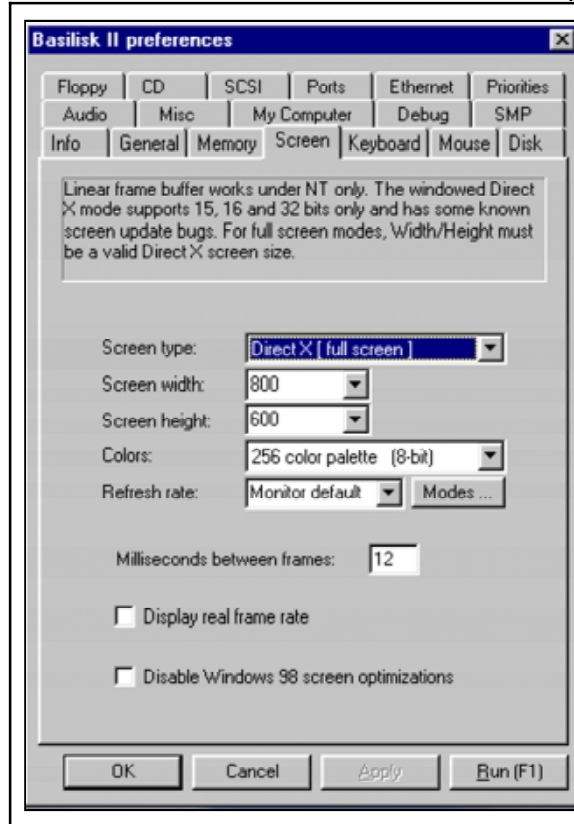 Basilisk II preferences
Floppy CD SCSI Ports Ethernet Priorities
Audio Misc My Computer Debug SMP
Info General Memory Screen Keyboard Mouse Disk
Linear frame buffer works under NT only. The windowed Direct
X mode supports 15, 16 and 32 bits only and has some known
screen update bugs. For full screen modes, Width/Height must
be a valid Direct X screen size.
Screen type: Direct X [ full screen ]
Screen width: 800
Screen height: 600
Colors: 256 color palette (8-bit)
Refresh rate: Monitor default Modes ...
Milliseconds between frames: 12
Display real frame rate
Disable Windows 98 screen optimizations
OK Cancel Apply Run (F1)